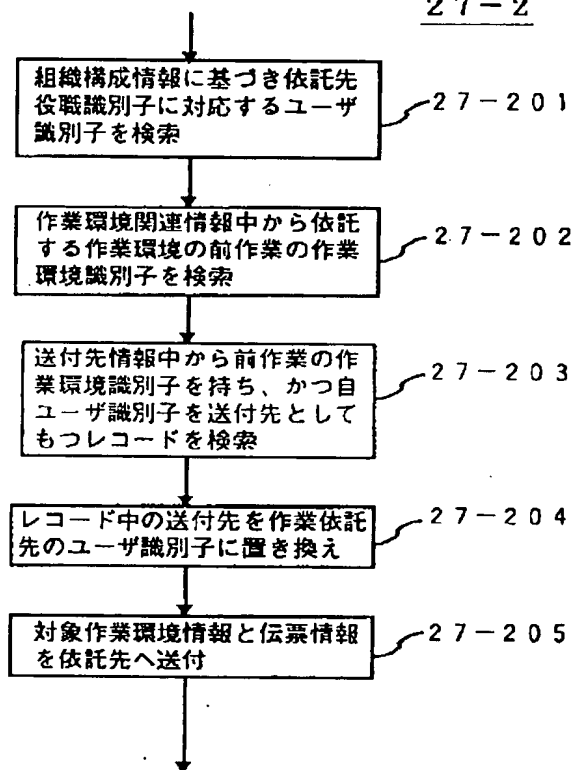 27-2
組織構成情報に基づき依託先
役職識別子に対応するユーザ
識別子を検索
27-201
作業環境関連情報中から依託
する作業環境の前作業の作業
環境識別子を検索
27-202
送付先情報中から前作業の作
業環境識別子を持ち、かつ自
ユーザ識別子を送付先として
もつレコードを検索
27-203
レコード中の送付先を作業依託
先のユーザ識別子に置き換え
27-204
対象作業環境情報と伝票情報
を依託先へ送付
27-205